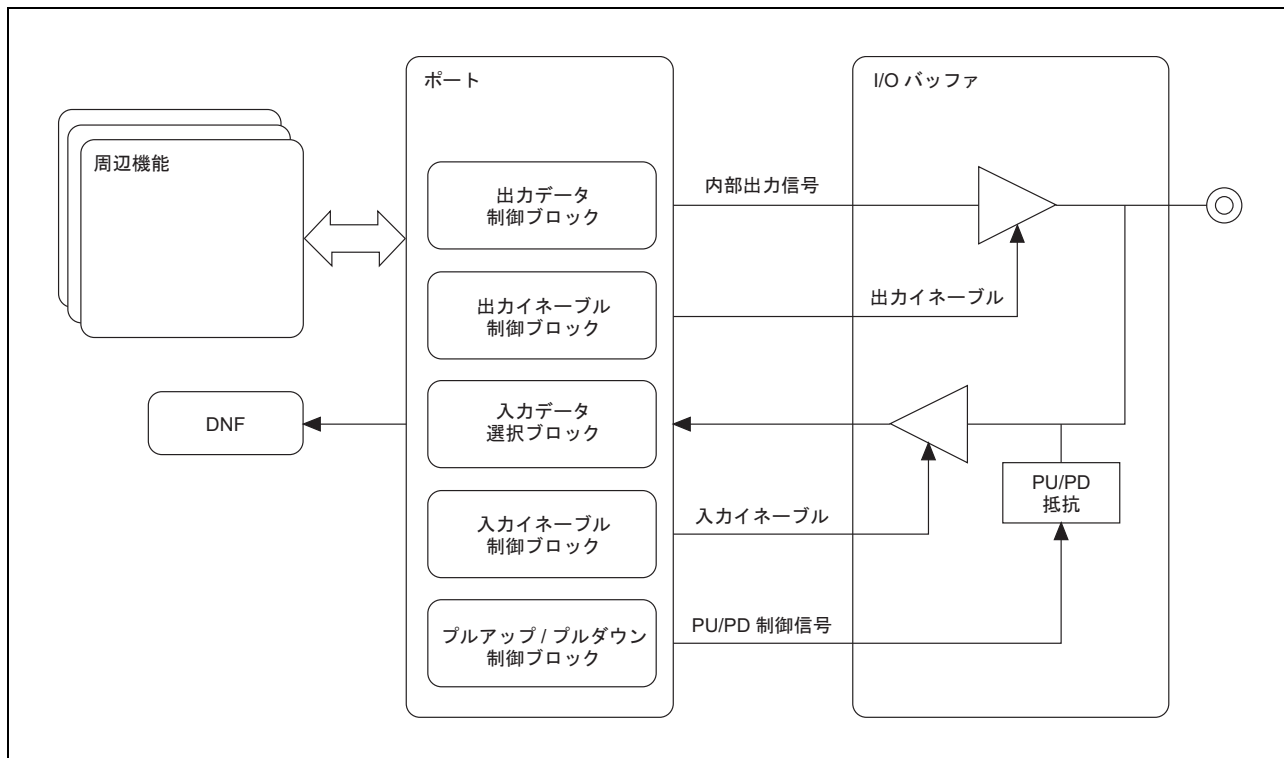 ポート
I/O バッファ
周辺機能
出力データ
制御ブロック
内部出力信号
出力イネーブル
制御ブロック
出力イネーブル
DNF
入力データ
選択ブロック
PU/PD
抵抗
入力イネーブル
制御ブロック
入力イネーブル
プルアップ / プルダウン
制御ブロック
PU/PD 制御信号